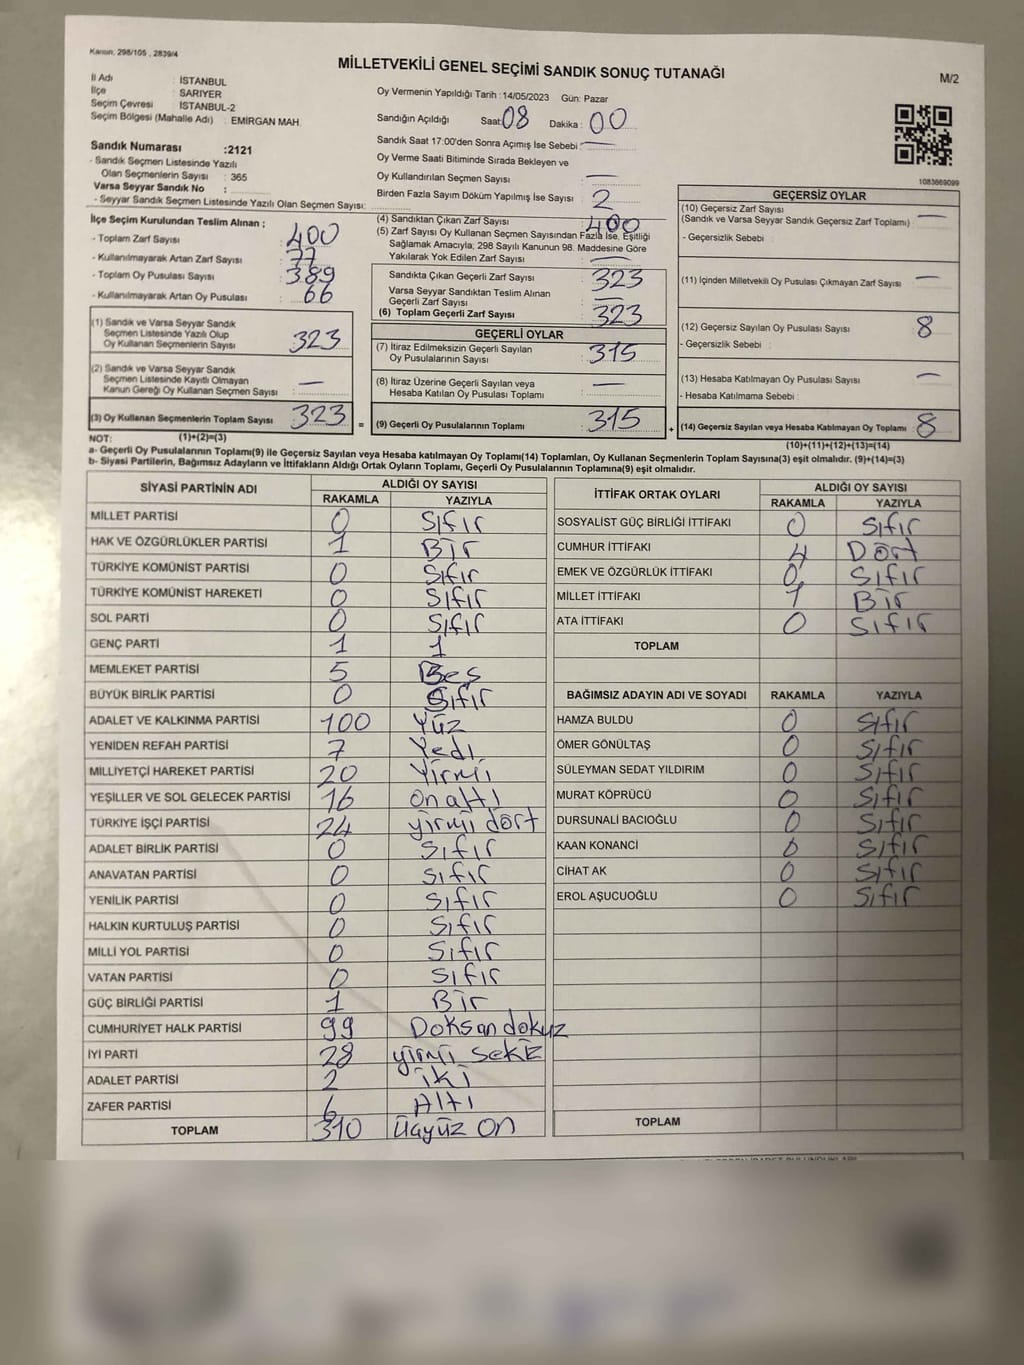 Kanun, 298/105 , 2839/4
MİLLETVEKİLİ GENEL SEÇİMİ SANDIK SONUÇ TUTANAĞI
M/2
İl Adı : İSTANBUL
İlçe : SARIYER
Seçim Çevresi : İSTANBUL-2
Seçim Bölgesi (Mahalle Adı) : EMİRGAN MAH.
Sandık Numarası :2121
- Sandık Seçmen Listesinde Yazılı
Olan Seçmenlerin Sayısı : 365
Varsa Seyyar Sandık No :
- Seyyar Sandık Seçmen Listesinde Yazılı Olan Seçmen Sayısı:
Oy Vermenin Yapıldığı Tarih : 14/05/2023 Gün: Pazar
Sandığın Açıldığı Saat: 08 Dakika : 00
Sandık Saat 17:00'den Sonra Açımış İse Sebebi : —
Oy Verme Saati Bitiminde Sırada Bekleyen ve
Oy Kullandırılan Seçmen Sayısı : —
Birden Fazla Sayım Döküm Yapılmış İse Sayısı : 2
1083669099
İlçe Seçim Kurulundan Teslim Alınan ;
- Toplam Zarf Sayısı : 400
- Kullanılmayarak Artan Zarf Sayısı : 77
- Toplam Oy Pusulası Sayısı : 389
- Kullanılmayarak Artan Oy Pusulası : 66
(1) Sandık ve Varsa Seyyar Sandık
Seçmen Listesinde Yazılı Olup
Oy Kullanan Seçmenlerin Sayısı : 323
(2) Sandık ve Varsa Seyyar Sandık
Seçmen Listesinde Kayıtlı Olmayan
Kanun Gereği Oy Kullanan Seçmen Sayısı : —
(3) Oy Kullanan Seçmenlerin Toplam Sayısı : 323 =
(4) Sandıktan Çıkan Zarf Sayısı : 400
(5) Zarf Sayısı Oy Kullanan Seçmen Sayısından Fazla İse, Eşitliği
Sağlamak Amacıyla; 298 Sayılı Kanunun 98. Maddesine Göre
Yakılarak Yok Edilen Zarf Sayısı : —
Sandıkta Çıkan Geçerli Zarf Sayısı : 323
Varsa Seyyar Sandıktan Teslim Alınan
Geçerli Zarf Sayısı : —
(6) Toplam Geçerli Zarf Sayısı : 323
GEÇERLİ OYLAR
(7) İtiraz Edilmeksizin Geçerli Sayılan
Oy Pusulalarının Sayısı : 315
(8) İtiraz Üzerine Geçerli Sayılan veya
Hesaba Katılan Oy Pusulası Toplamı : —
(9) Geçerli Oy Pusulalarının Toplamı : 315 +
GEÇERSİZ OYLAR
(10) Geçersiz Zarf Sayısı
(Sandık ve Varsa Seyyar Sandık Geçersiz Zarf Toplamı) : —
- Geçersizlik Sebebi :
(11) İçinden Milletvekili Oy Pusulası Çıkmayan Zarf Sayısı : —
(12) Geçersiz Sayılan Oy Pusulası Sayısı : 8
- Geçersizlik Sebebi :
(13) Hesaba Katılmayan Oy Pusulası Sayısı : —
- Hesaba Katılmama Sebebi :
(14) Geçersiz Sayılan veya Hesaba Katılmayan Oy Toplamı : 8
NOT: (1)+(2)=(3) (10)+(11)+(12)+(13)=(14)
a- Geçerli Oy Pusulalarının Toplamı(9) ile Geçersiz Sayılan veya Hesaba katılmayan Oy Toplamı(14) Toplamları, Oy Kullanan Seçmenlerin Toplam Sayısına(3) eşit olmalıdır. (9)+(14)=(3)
b- Siyasi Partilerin, Bağımsız Adayların ve İttifakların Aldığı Ortak Oyların Toplamı, Geçerli Oy Pusulalarının Toplamına(9) eşit olmalıdır.
SİYASİ PARTİNİN ADI ALDIĞI OY SAYISI
RAKAMLA YAZIYLA
MİLLET PARTİSİ 0 Sıfır
HAK VE ÖZGÜRLÜKLER PARTİSİ 1 Bir
TÜRKİYE KOMÜNİST PARTİSİ 0 Sıfır
TÜRKİYE KOMÜNİST HAREKETİ 0 Sıfır
SOL PARTİ 0 Sıfır
GENÇ PARTİ 1 1
MEMLEKET PARTİSİ 5 Beş
BÜYÜK BİRLİK PARTİSİ 0 Sıfır
ADALET VE KALKINMA PARTİSİ 100 Yüz
YENİDEN REFAH PARTİSİ 7 Yedi
MİLLİYETÇİ HAREKET PARTİSİ 20 Yirmi
YEŞİLLER VE SOL GELECEK PARTİSİ 16 on altı
TÜRKİYE İŞÇİ PARTİSİ 24 yirmi dört
ADALET BİRLİK PARTİSİ 0 Sıfır
ANAVATAN PARTİSİ 0 Sıfır
YENİLİK PARTİSİ 0 Sıfır
HALKIN KURTULUŞ PARTİSİ 0 Sıfır
MİLLİ YOL PARTİSİ 0 Sıfır
VATAN PARTİSİ 0 Sıfır
GÜÇ BİRLİĞİ PARTİSİ 1 Bir
CUMHURİYET HALK PARTİSİ 99 Doksan dokuz
İYİ PARTİ 28 yirmi sekiz
ADALET PARTİSİ 2 iki
ZAFER PARTİSİ 6 Altı
TOPLAM 310 üçyüz on
İTTİFAK ORTAK OYLARI ALDIĞI OY SAYISI
RAKAMLA YAZIYLA
SOSYALİST GÜÇ BİRLİĞİ İTTİFAKI 0 Sıfır
CUMHUR İTTİFAKI 4 Dört
EMEK VE ÖZGÜRLÜK İTTİFAKI 0 Sıfır
MİLLET İTTİFAKI 1 Bir
ATA İTTİFAKI 0 Sıfır
TOPLAM
BAĞIMSIZ ADAYIN ADI VE SOYADI RAKAMLA YAZIYLA
HAMZA BULDU 0 Sıfır
ÖMER GÖNÜLTAŞ 0 Sıfır
SÜLEYMAN SEDAT YILDIRIM 0 Sıfır
MURAT KÖPRÜCÜ 0 Sıfır
DURSUNALİ BACIOĞLU 0 Sıfır
KAAN KONANCİ 0 Sıfır
CİHAT AK 0 Sıfır
EROL AŞUCUOĞLU 0 Sıfır
TOPLAM